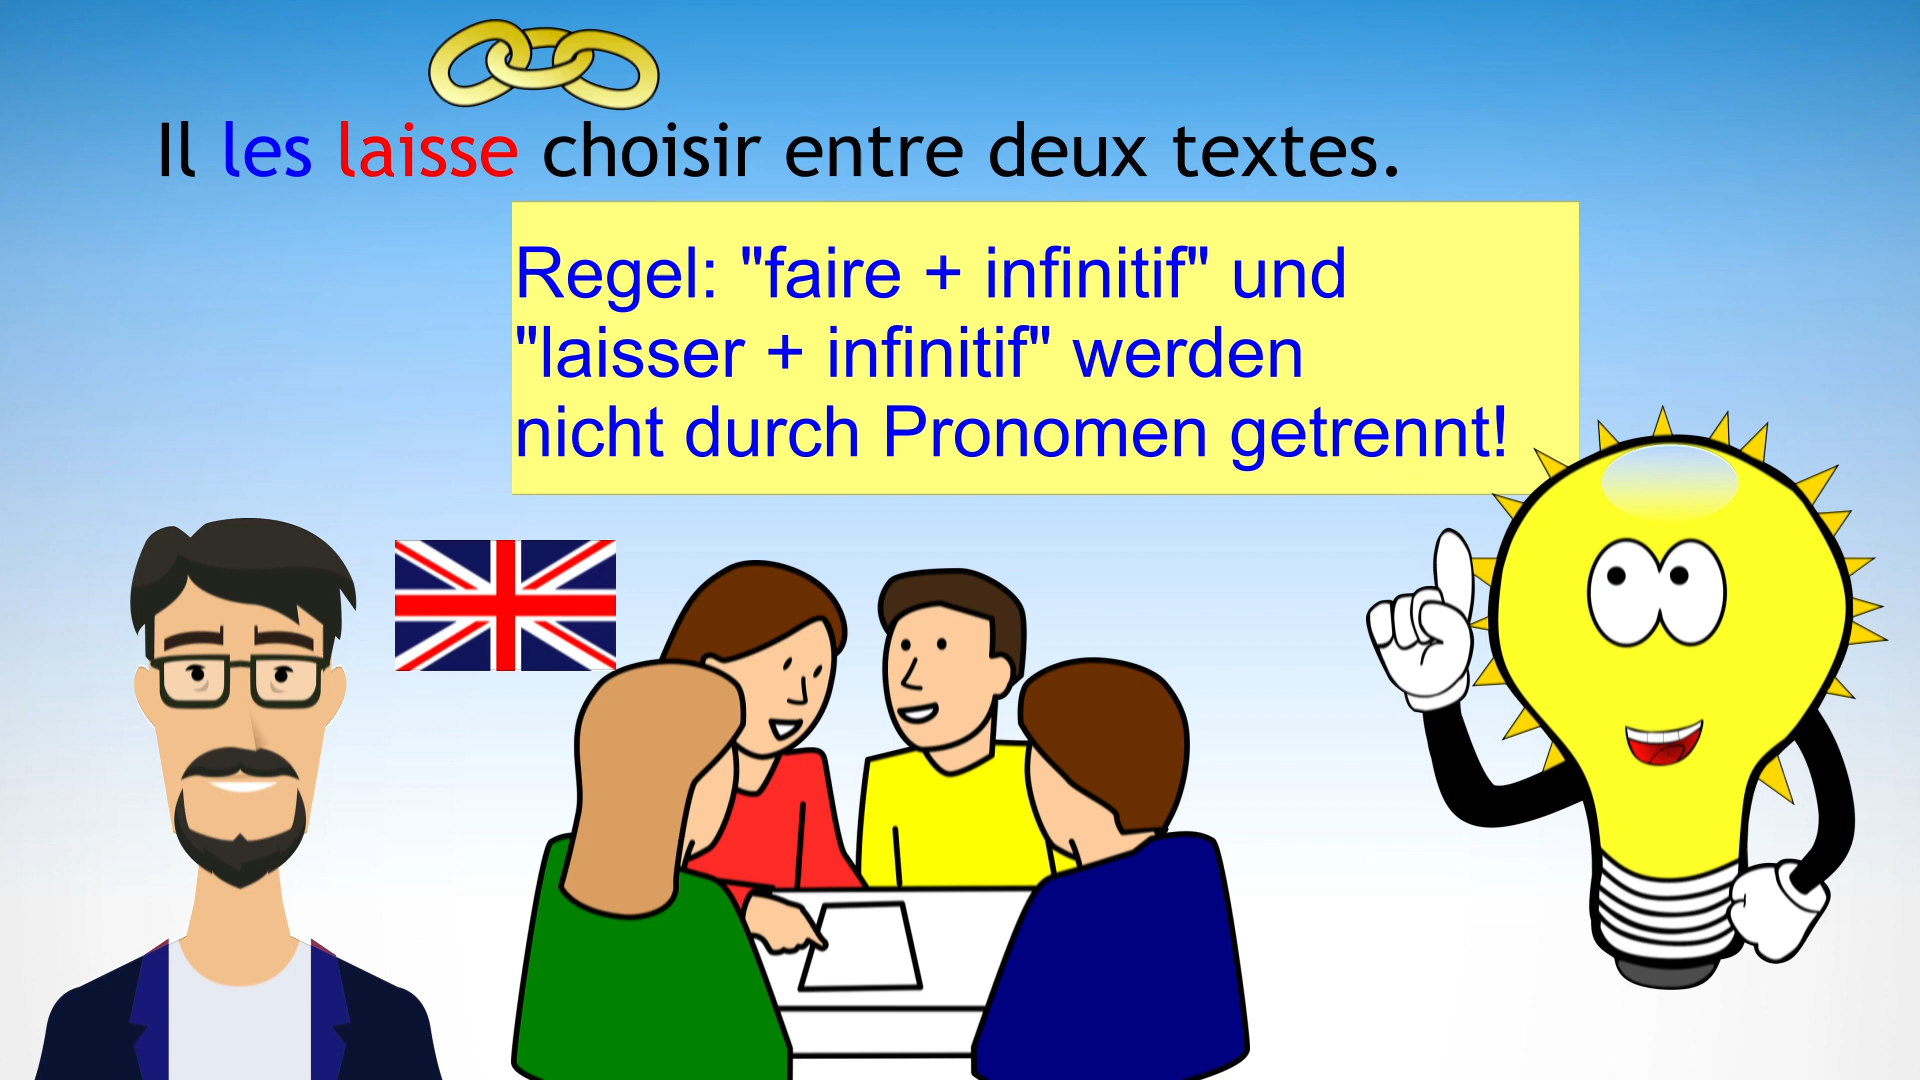 Il les laisse choisir entre deux textes.
Regel: "faire + infinitif" und
"laisser + infinitif" werden
nicht durch Pronomen getrennt!